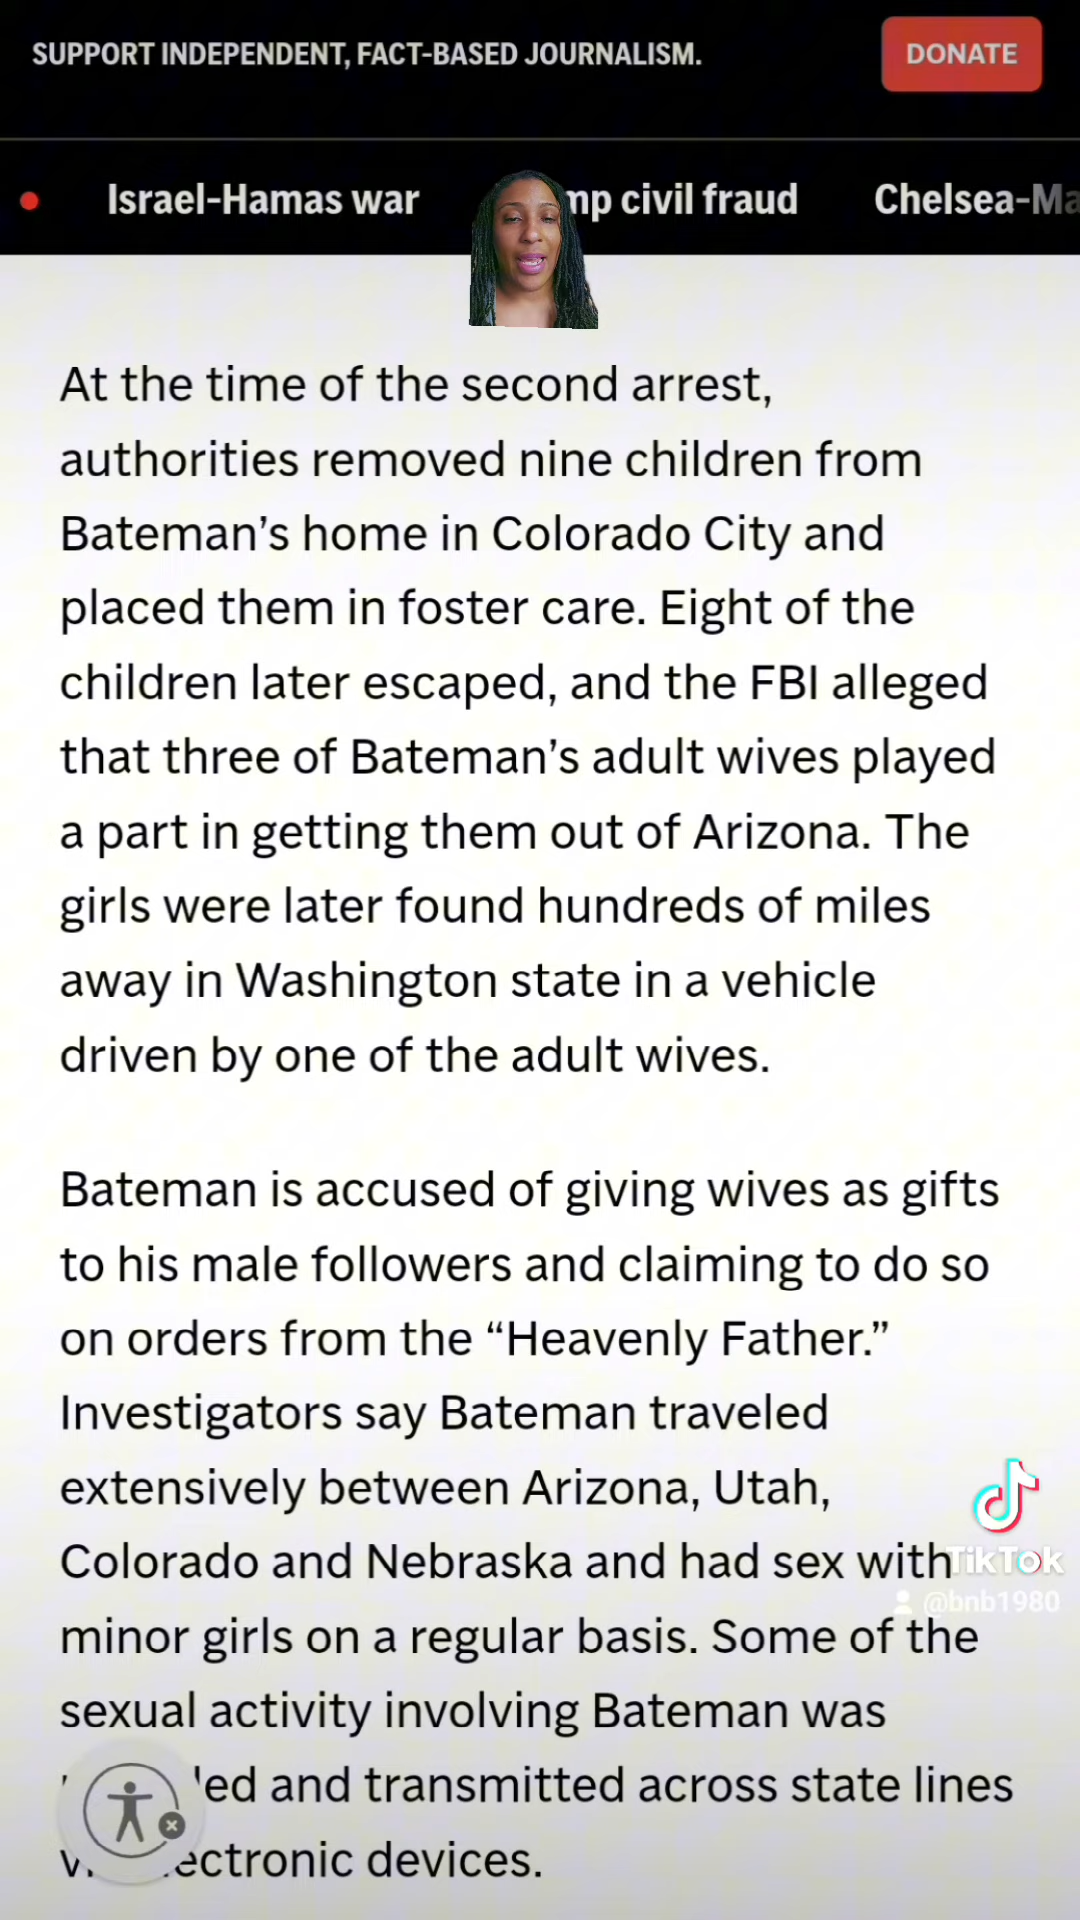 SUPPORT INDEPENDENT, FACT-BASED JOURNALISM.
DONATE
Israel-Hamas war
civil fraud
At the time of the second arrest,
authorities removed nine children from
Bateman’s home in Colorado City and
placed them in foster care. Eight of the
children later escaped, and the FBI alleged
that three of Bateman’s adult wives played
a part in getting them out of Arizona. The
girls were later found hundreds of miles
away in Washington state in a vehicle
driven by one of the adult wives.
Bateman is accused of giving wives as gifts
to his male followers and claiming to do so
on orders from the “Heavenly Father.”
Investigators say Bateman traveled
extensively between Arizona, Utah,
Colorado and Nebraska and had sex with
minor girls on a regular basis. Some of the
sexual activity involving Bateman was
and transmitted across state lines
devices.
TikTok
@bnb1980